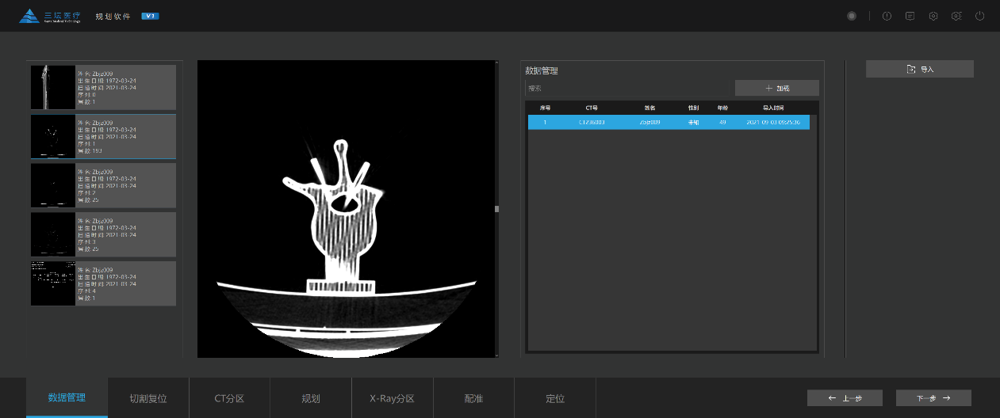 三坛医疗
Santan Medical Technology
规划软件
V1
姓名:Zbjz009
出生日期:1972-03-24
扫描时间:2021-03-24
序列:0
层数:1
姓名:Zbjz009
出生日期:1972-03-24
扫描时间:2021-03-24
序列:1
层数:193
姓名:Zbjz009
出生日期:1972-03-24
扫描时间:2021-03-24
序列:2
层数:25
姓名:Zbjz009
出生日期:1972-03-24
扫描时间:2021-03-24
序列:3
层数:25
姓名:Zbjz009
出生日期:1972-03-24
扫描时间:2021-03-24
序列:4
层数:1
数据管理
搜索
加载
序号 CT号 姓名 性别 年龄 导入时间
1 CT236003 Zbjz009 未知 49 2021-09-03 09:25:36
导入
数据管理 切割复位 CT分区 规划 X-Ray分区 配准 定位
← 上一步 下一步 →